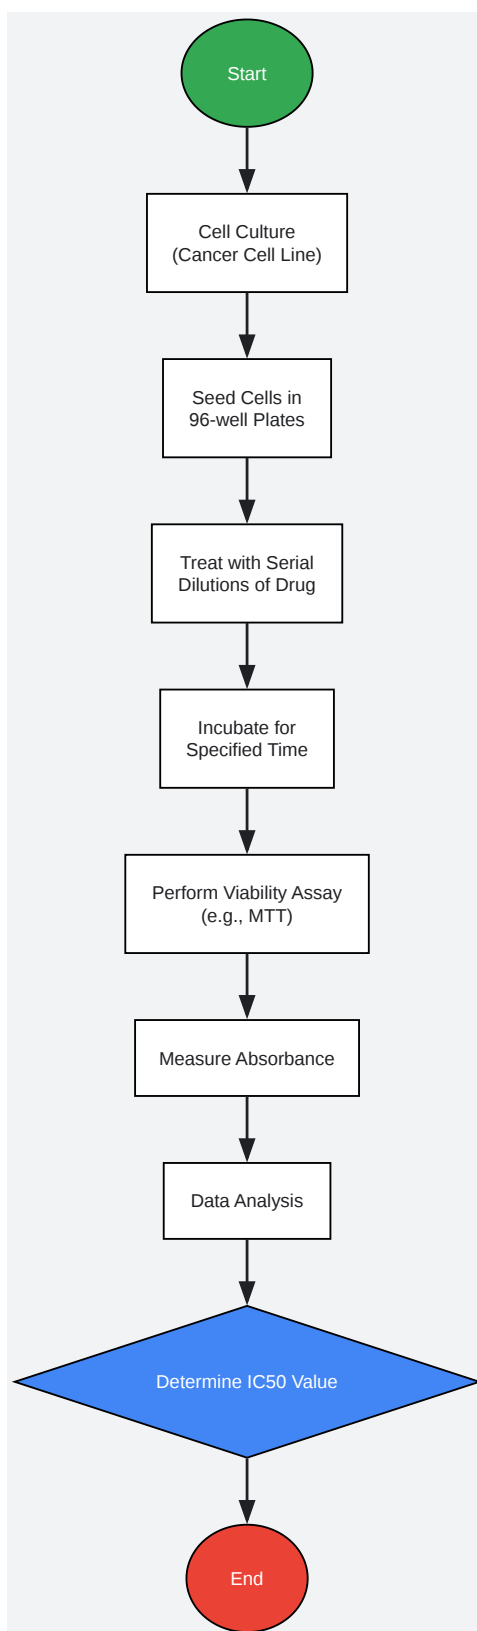 Start
Cell Culture
(Cancer Cell Line)
Seed Cells in
96-well Plates
Treat with Serial
Dilutions of Drug
Incubate for
Specified Time
Perform Viability Assay
(e.g., MTT)
Measure Absorbance
Data Analysis
Determine IC50 Value
End